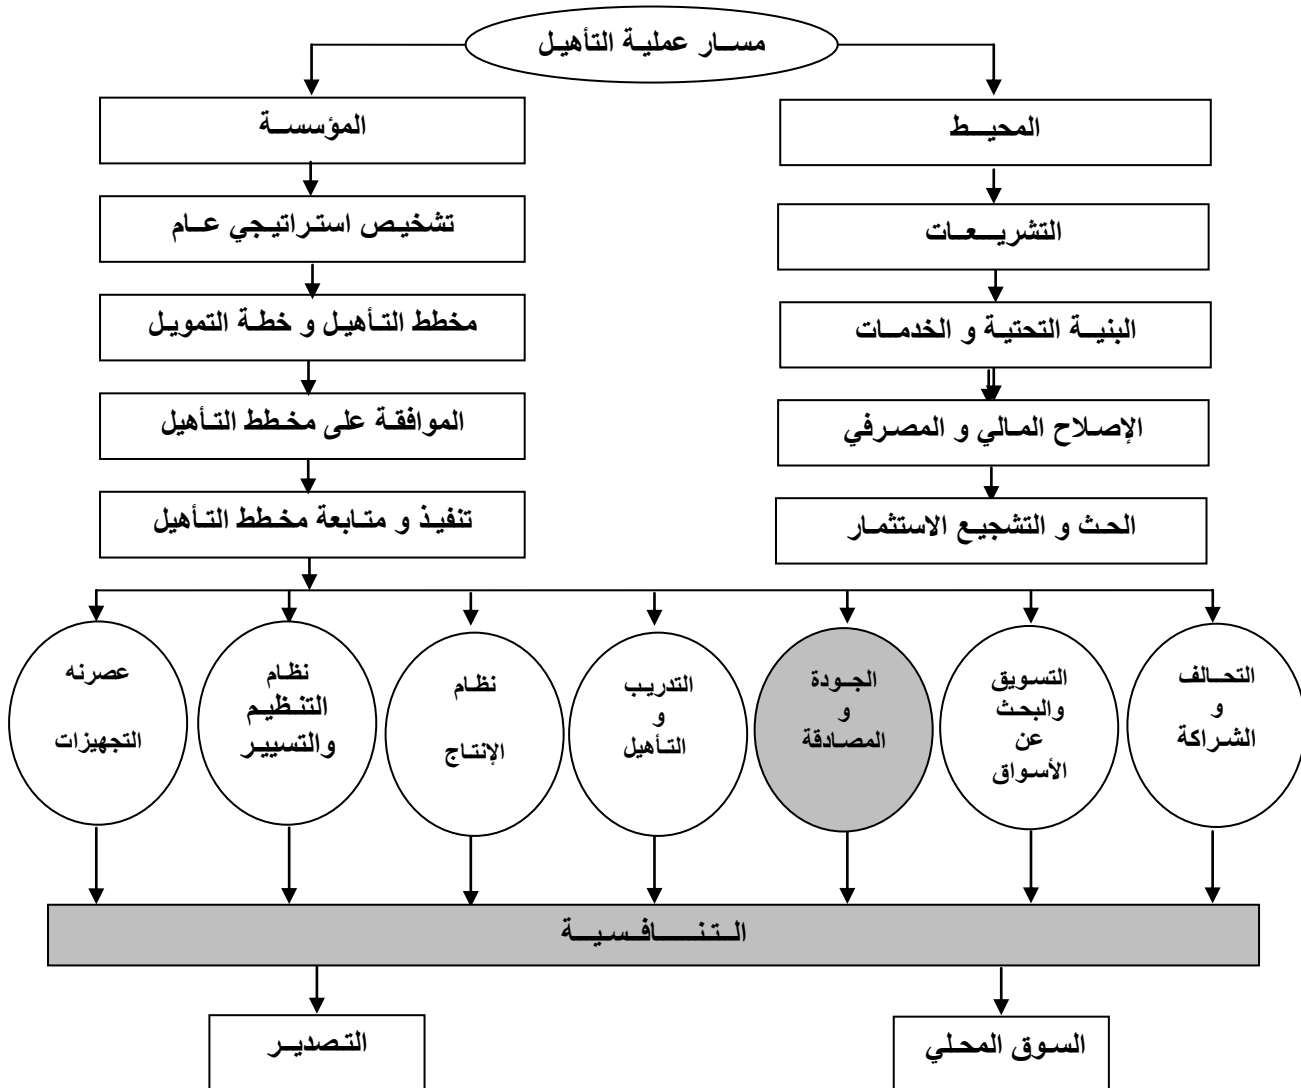 مسار عملية التأهيل
المحيط
المؤسسة
التشريعات
تشخيص استراتيجي عام
البنية التحتية و الخدمات
مخطط التأهيل و خطة التمويل
الإصلاح المالي و المصرفي
الموافقة على مخطط التأهيل
الحث و التشجيع الاستثمار
تنفيذ و متابعة مخطط التأهيل
التحالف
و
الشراكة
التسويق
والبحث
عن
الأسواق
الجودة
و
المصادقة
التدريب
و
التأهيل
نظام
الإنتاج
نظام
التنظيم
والتسيير
عصرنه
التجهيزات
التنافسية
السوق المحلي
التصدير